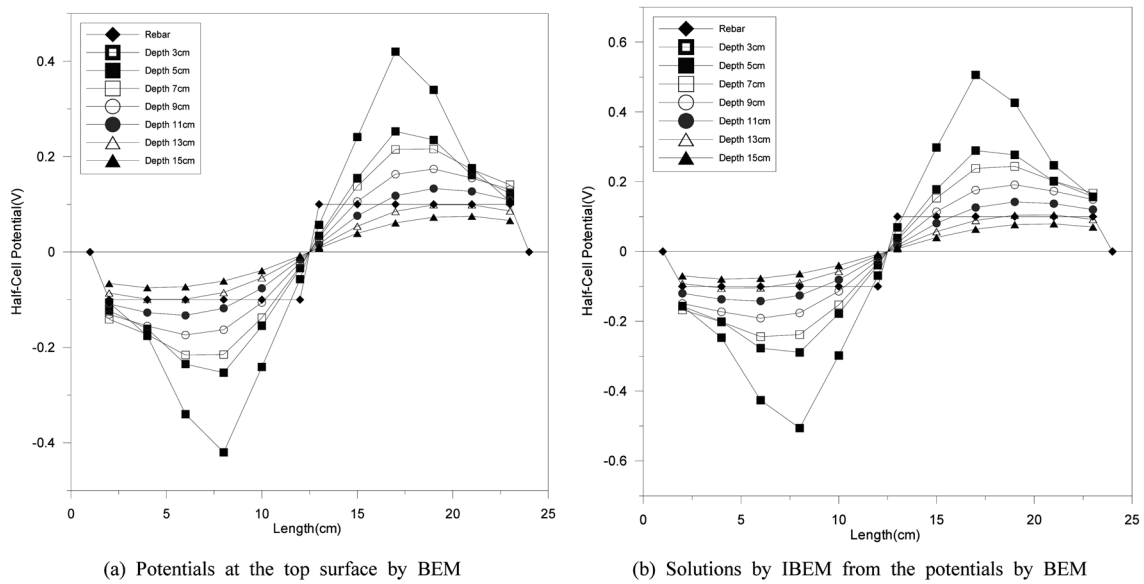 Rebar
Depth 3cm
Depth 5cm
Depth 7cm
Depth 9cm
Depth 11cm
Depth 13cm
Depth 15cm
0.4
0.2
0
-0.2
-0.4
Half-Cell Potential(V)
0
5
10
15
20
25
Length(cm)
(a) Potentials at the top surface by BEM
Rebar
Depth 3cm
Depth 5cm
Depth 7cm
Depth 9cm
Depth 11cm
Depth 13cm
Depth 15cm
0.6
0.4
0.2
0
-0.2
-0.4
-0.6
Half-Cell Potential(V)
0
5
10
15
20
25
Length(cm)
(b) Solutions by IBEM from the potentials by BEM